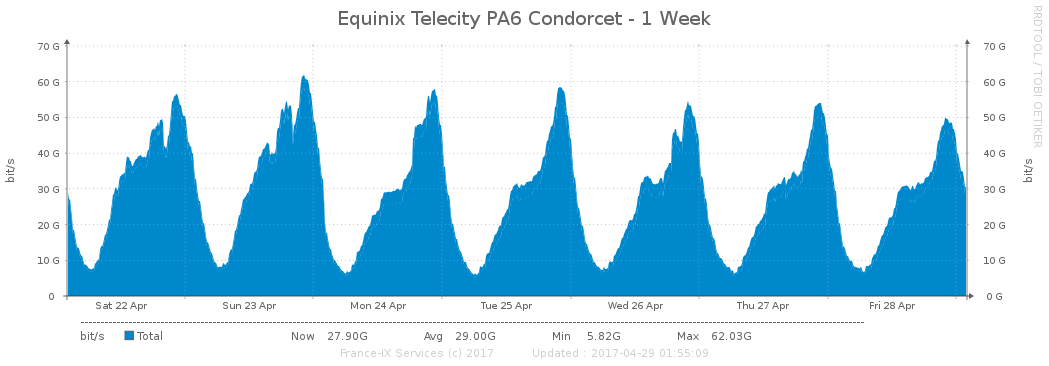 Equinix Telecity PA6 Condorcet - 1 Week
RRDTOOL / TOBI OETIKER
bit/s
bit/s
70 G 70 G
60 G 60 G
50 G 50 G
40 G 40 G
30 G 30 G
20 G 20 G
10 G 10 G
0 0 G
Sat 22 Apr Sun 23 Apr Mon 24 Apr Tue 25 Apr Wed 26 Apr Thu 27 Apr Fri 28 Apr
bit/s Total Now 27.90G Avg 29.00G Min 5.82G Max 62.03G
France-IX Services (c) 2017 Updated : 2017-04-29 01:55:09